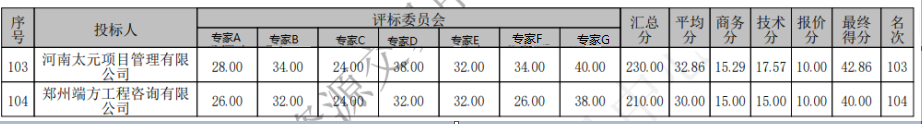 序号 投标人 评标委员会 汇总分 平均分 商务分 技术分 报价分 最终得分 名次
专家A 专家B 专家C 专家D 专家E 专家F 专家G
103 河南太元项目管理有限公司 28.00 34.00 24.00 38.00 32.00 34.00 40.00 230.00 32.86 15.29 17.57 10.00 42.86 103
104 郑州端方工程咨询有限公司 26.00 32.00 24.00 32.00 32.00 26.00 38.00 210.00 30.00 15.00 15.00 10.00 40.00 104